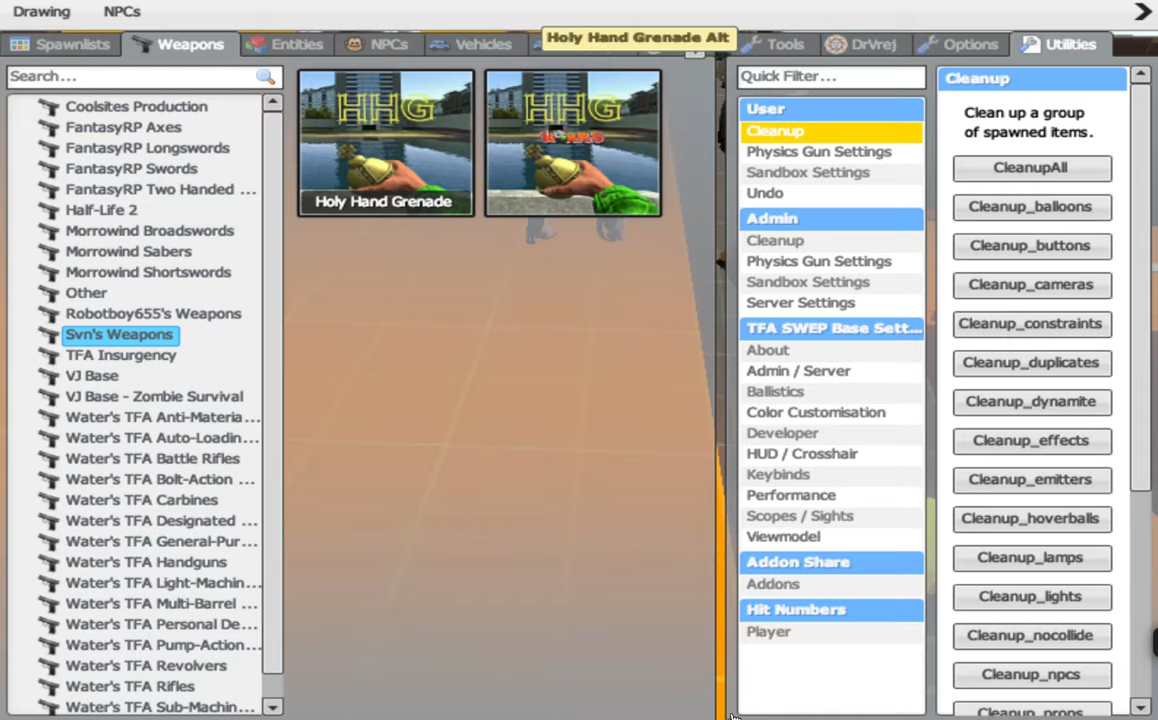 Drawing
NPCs
Spawnlists
Weapons
Entities
NPCs
Vehicles
Holy Hand Grenade Alt
Tools
DrVrej
Options
Utilities
Search...
Coolsites Production
FantasyRP Axes
FantasyRP Longswords
FantasyRP Swords
FantasyRP Two Handed ...
Half-Life 2
Morrowind Broadswords
Morrowind Sabers
Morrowind Shortswords
Other
Robotboy655's Weapons
Svn's Weapons
TFA Insurgency
VJ Base
VJ Base - Zombie Survival
Water's TFA Anti-Materia...
Water's TFA Auto-Loadin...
Water's TFA Battle Rifles
Water's TFA Bolt-Action ...
Water's TFA Carbines
Water's TFA Designated ...
Water's TFA General-Pur...
Water's TFA Handguns
Water's TFA Light-Machin...
Water's TFA Multi-Barrel ...
Water's TFA Personal De...
Water's TFA Pump-Action...
Water's TFA Revolvers
Water's TFA Rifles
Water's TFA Sub-Machin...
HHG
Holy Hand Grenade
HHG
WORMS
Quick Filter...
User
Cleanup
Physics Gun Settings
Sandbox Settings
Undo
Admin
Cleanup
Physics Gun Settings
Sandbox Settings
Server Settings
TFA SWEP Base Sett...
About
Admin / Server
Ballistics
Color Customisation
Developer
HUD / Crosshair
Keybinds
Performance
Scopes / Sights
Viewmodel
Addon Share
Addons
Hit Numbers
Player
Cleanup
Clean up a group
of spawned items.
CleanupAll
Cleanup_balloons
Cleanup_buttons
Cleanup_cameras
Cleanup_constraints
Cleanup_duplicates
Cleanup_dynamite
Cleanup_effects
Cleanup_emitters
Cleanup_hoverballs
Cleanup_lamps
Cleanup_lights
Cleanup_nocollide
Cleanup_npcs
Cleanup_props